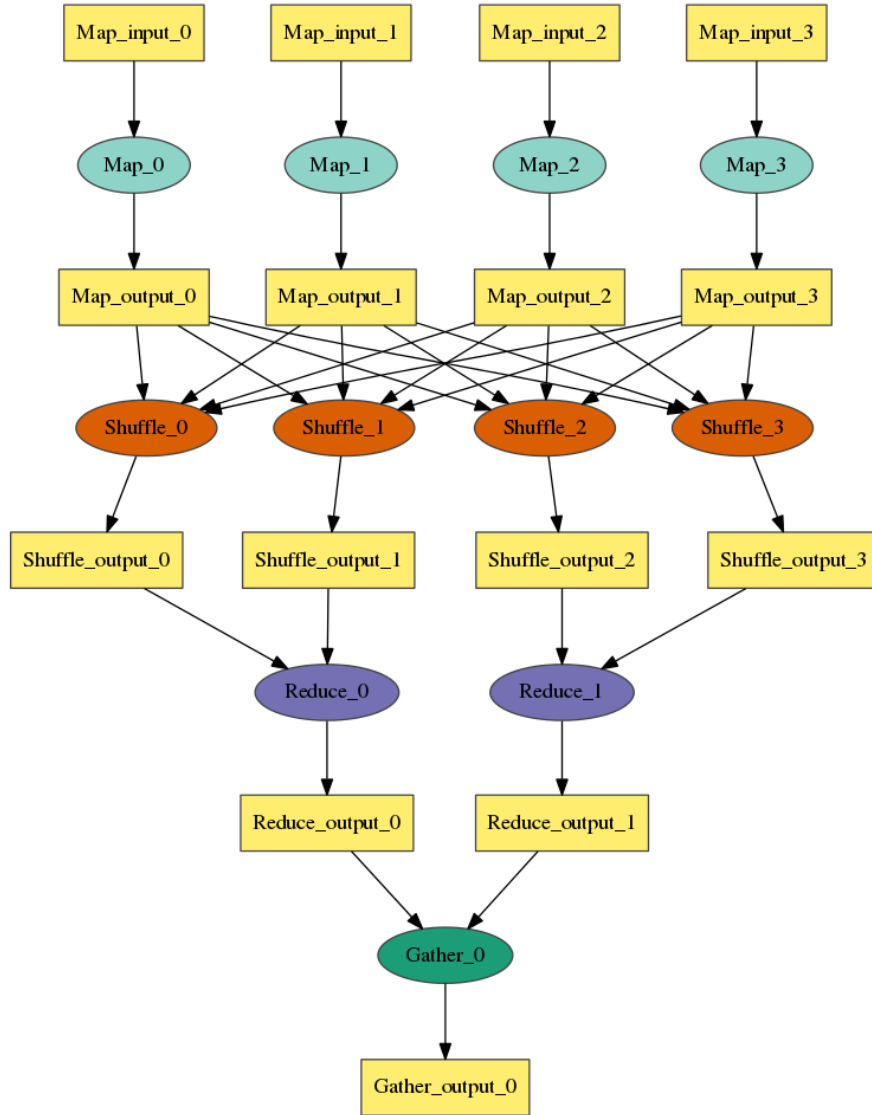 Map_input_0
Map_input_1
Map_input_2
Map_input_3
Map_0
Map_1
Map_2
Map_3
Map_output_0
Map_output_1
Map_output_2
Map_output_3
Shuffle_0
Shuffle_1
Shuffle_2
Shuffle_3
Shuffle_output_0
Shuffle_output_1
Shuffle_output_2
Shuffle_output_3
Reduce_0
Reduce_1
Reduce_output_0
Reduce_output_1
Gather_0
Gather_output_0